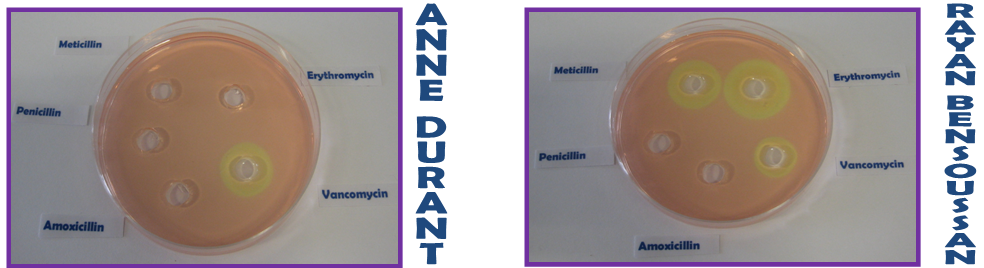 Meticillin
Erythromycin
Penicillin
Vancomycin
Amoxicillin
ANNE DURANT
Meticillin
Erythromycin
Penicillin
Vancomycin
Amoxicillin
RAYAN BENSOUSSAN